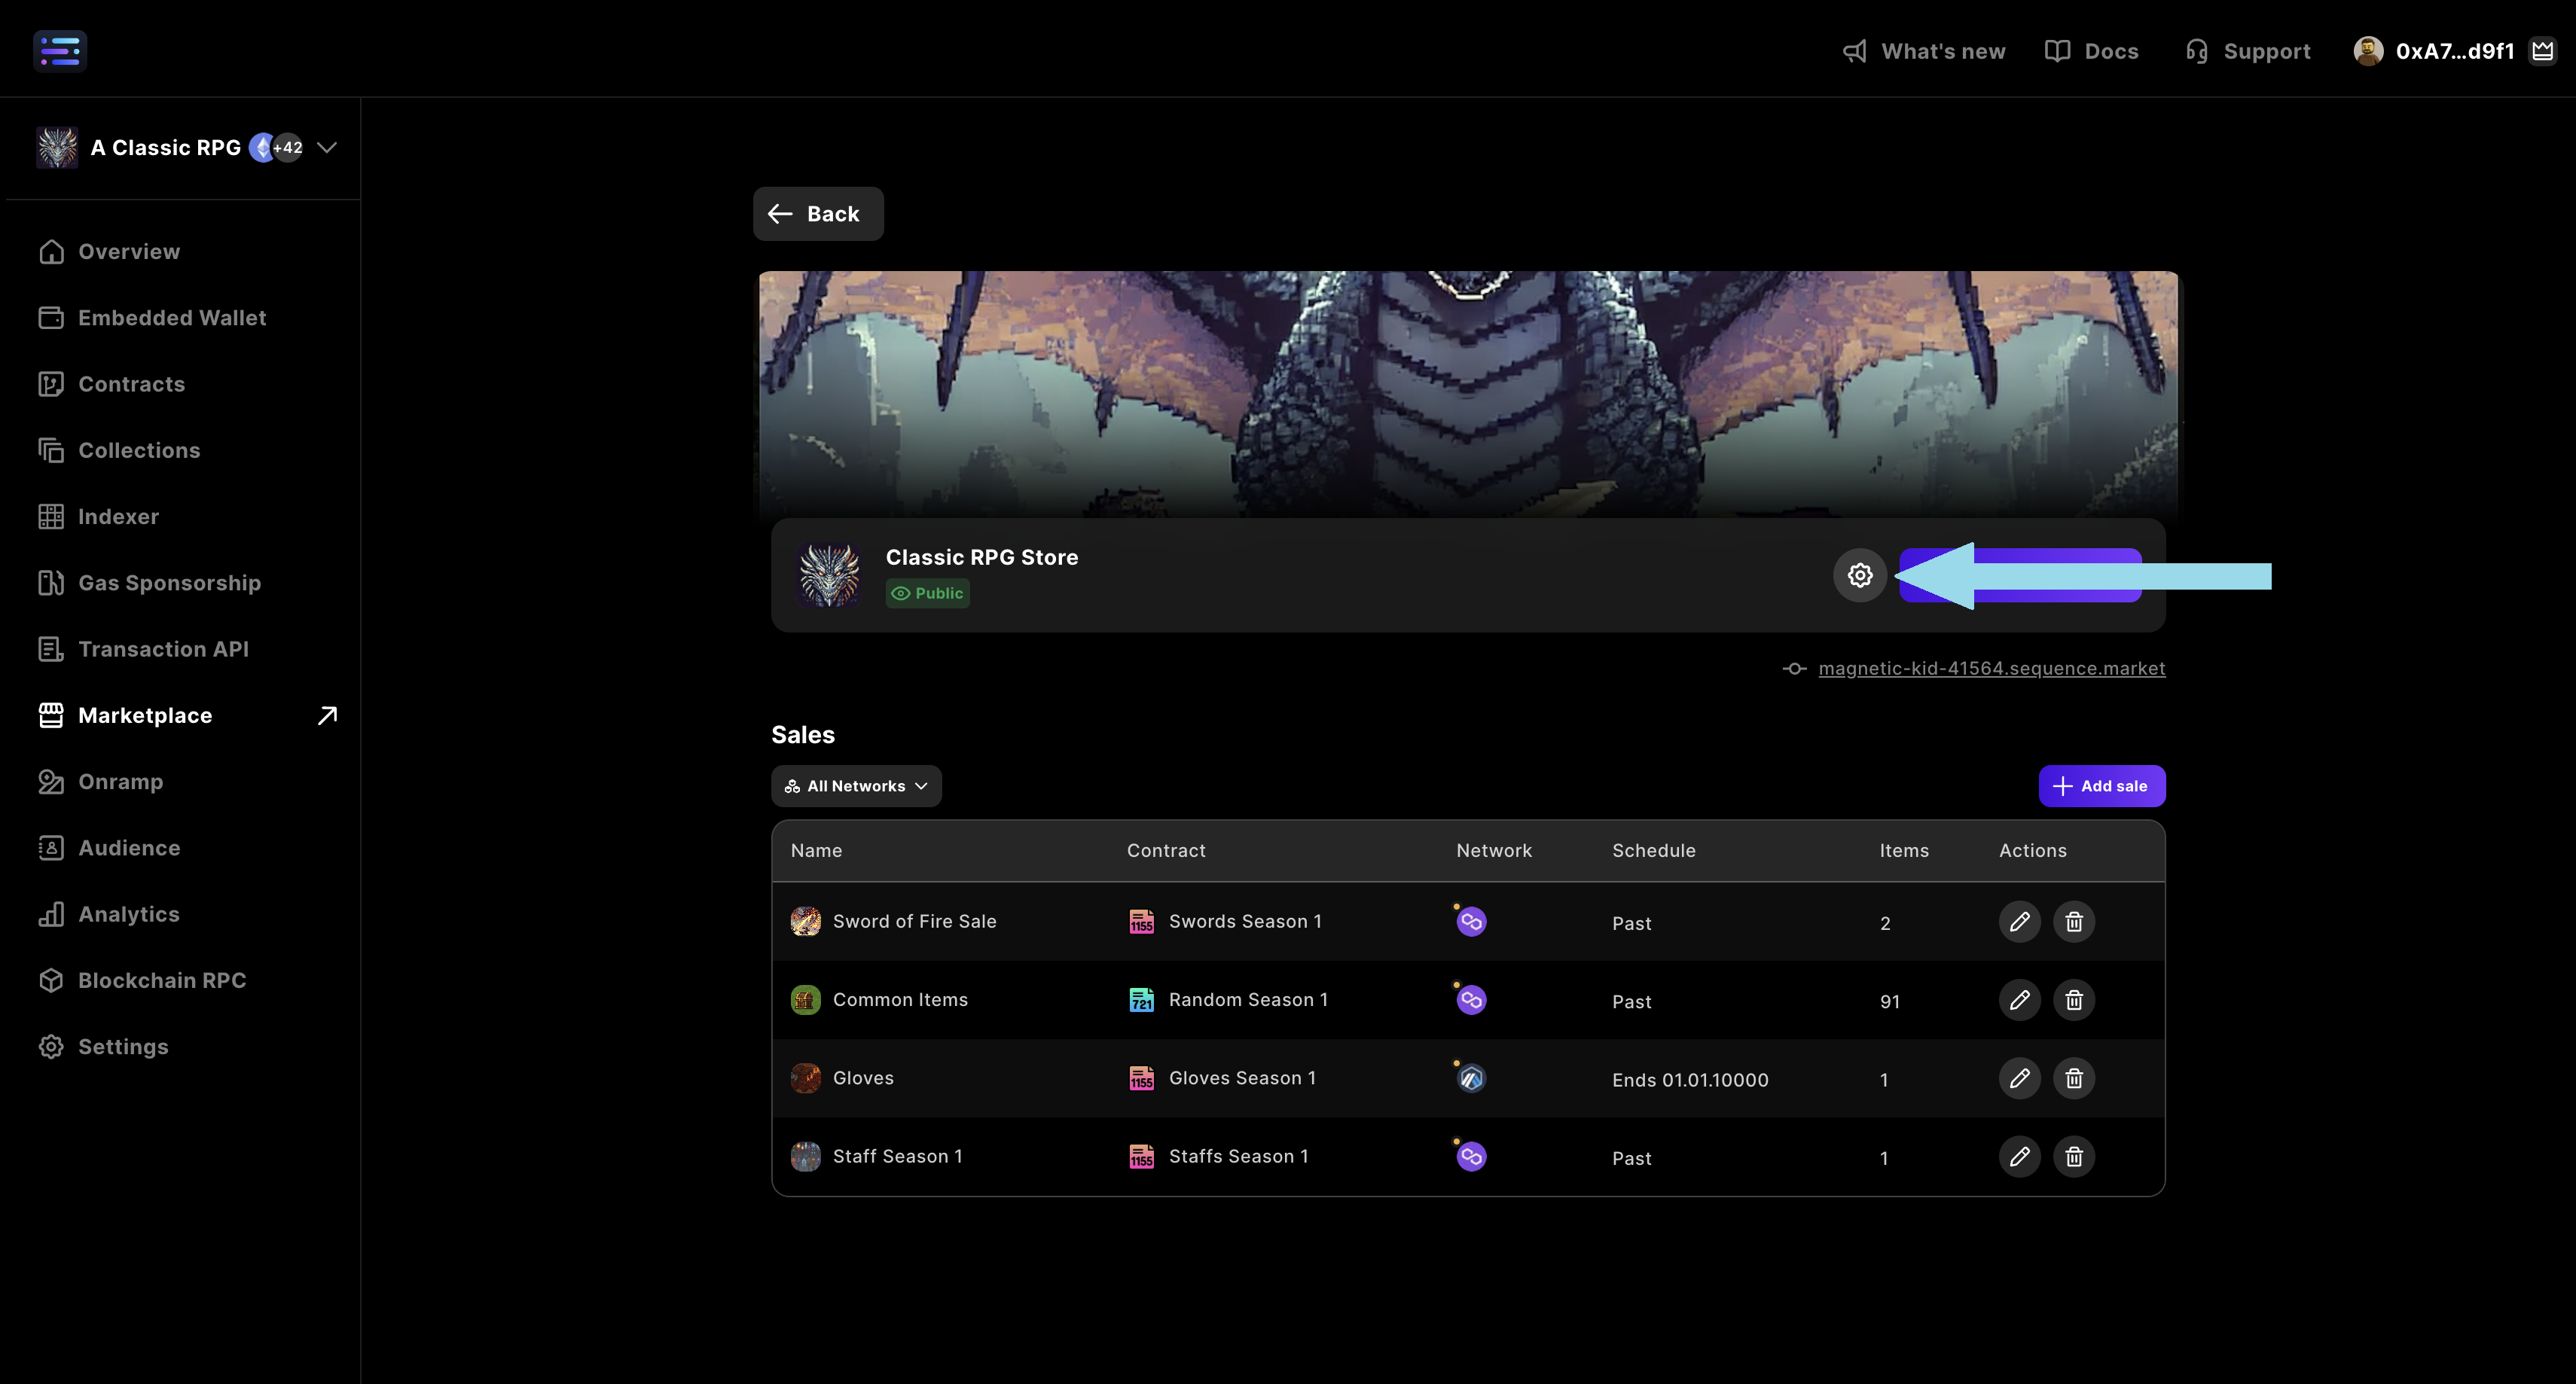 What's new
Docs
Support
0xA7...d9f1
A Classic RPG
+42
Overview
Embedded Wallet
Contracts
Collections
Indexer
Gas Sponsorship
Transaction API
Marketplace
Onramp
Audience
Analytics
Blockchain RPC
Settings
Back
Classic RPG Store
Public
magnetic-kid-41564.sequence.market
Sales
All Networks
Add sale
Name Contract Network Schedule Items Actions
Sword of Fire Sale 1155 Swords Season 1 Past 2
Common Items 721 Random Season 1 Past 91
Gloves 1155 Gloves Season 1 Ends 01.01.10000 1
Staff Season 1 1155 Staffs Season 1 Past 1